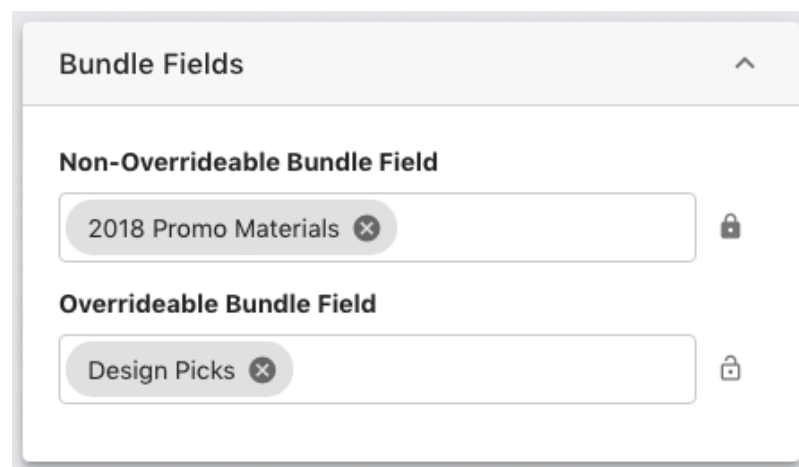 Bundle Fields
Non-Overrideable Bundle Field
2018 Promo Materials
Overrideable Bundle Field
Design Picks